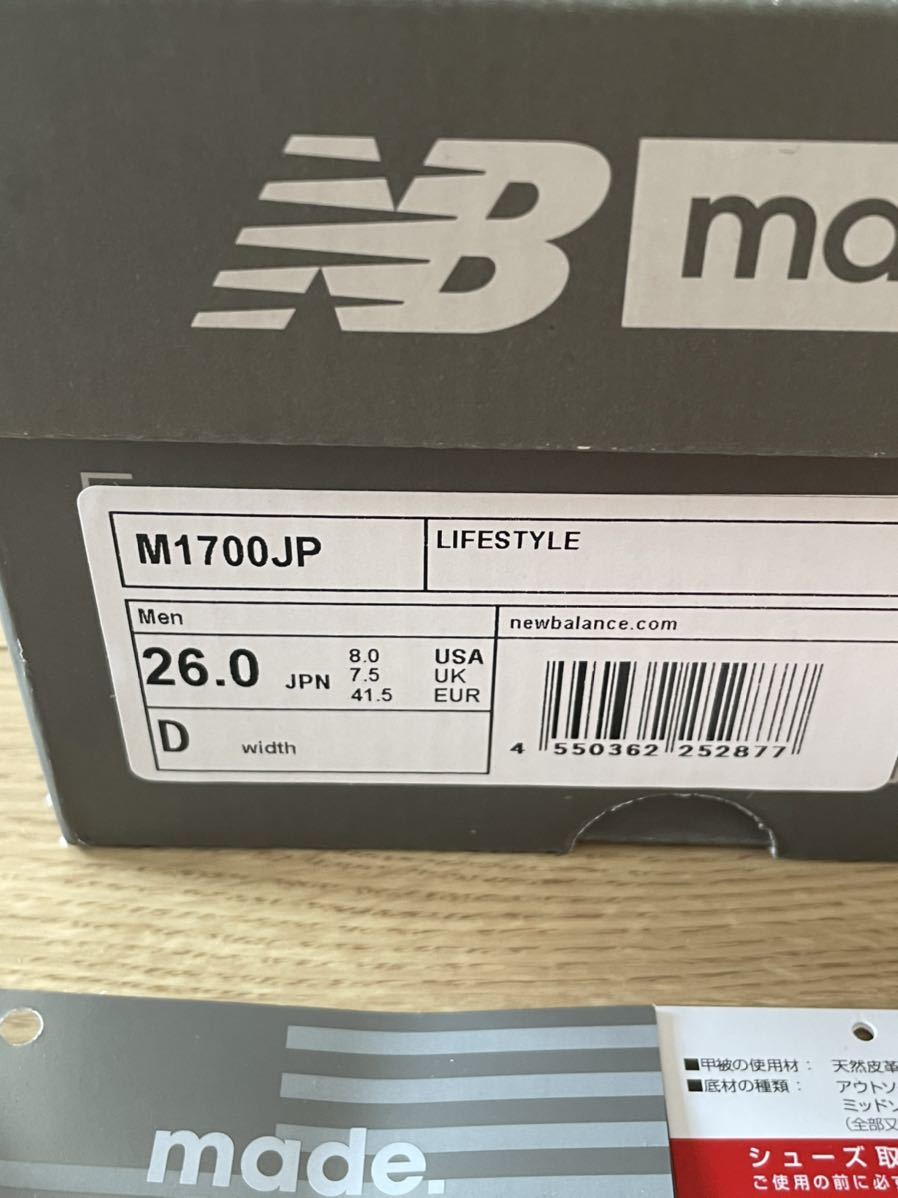 NB
M1700JP
LIFESTYLE
Men
newbalance.com
26.0 JPN
8.0 USA
7.5 UK
41.5 EUR
D width
4 550362 252877
made.
■甲被の使用材：天然皮革
■底材の種類：アウトソ
ミッドソ
(全部又
シューズ取
ご使用の前に必ず